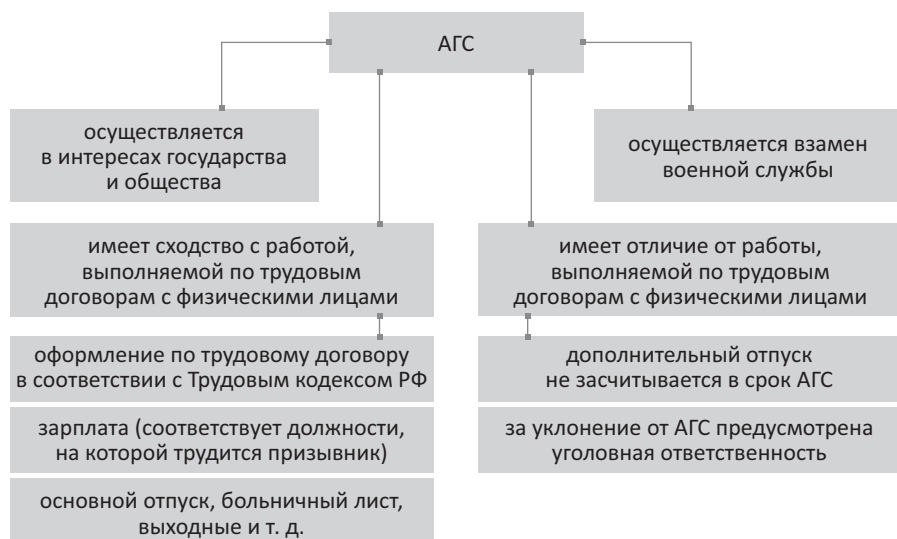 АГС
осуществляется
в интересах государства
и общества
осуществляется взамен
военной службы
имеет сходство с работой,
выполняемой по трудовым
договорам с физическими лицами
имеет отличие от работы,
выполняемой по трудовым
договорам с физическими лицами
оформление по трудовому договору
в соответствии с Трудовым кодексом РФ
зарплата (соответствует должности,
на которой трудится призывник)
основной отпуск, больничный лист,
выходные и т. д.
дополнительный отпуск
не засчитывается в срок АГС
за уклонение от АГС предусмотрена
уголовная ответственность